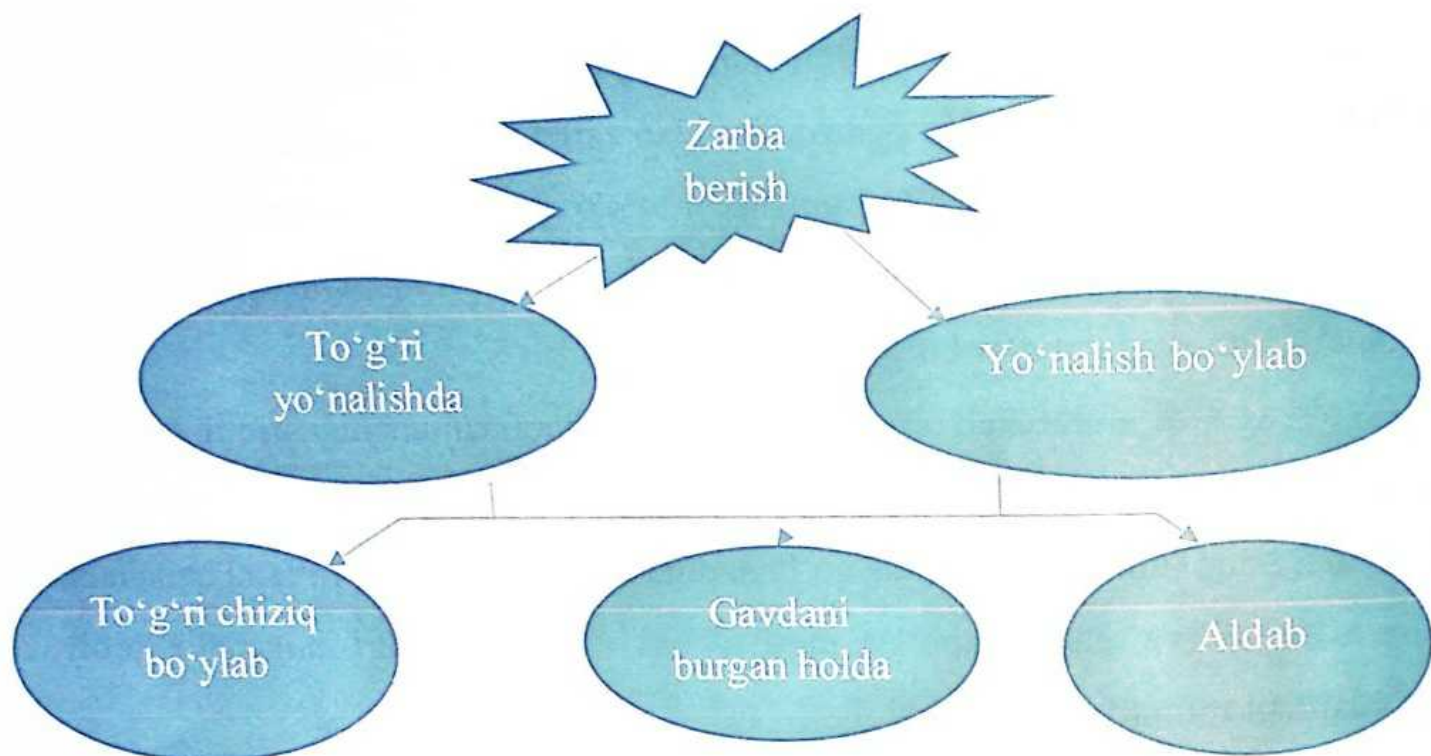 Zarba
berish
To‘g‘ri
yo‘nalishda
Yo‘nalish bo‘ylab
To‘g‘ri chiziq
bo‘ylab
Gavdani
burgan holda
Aldab